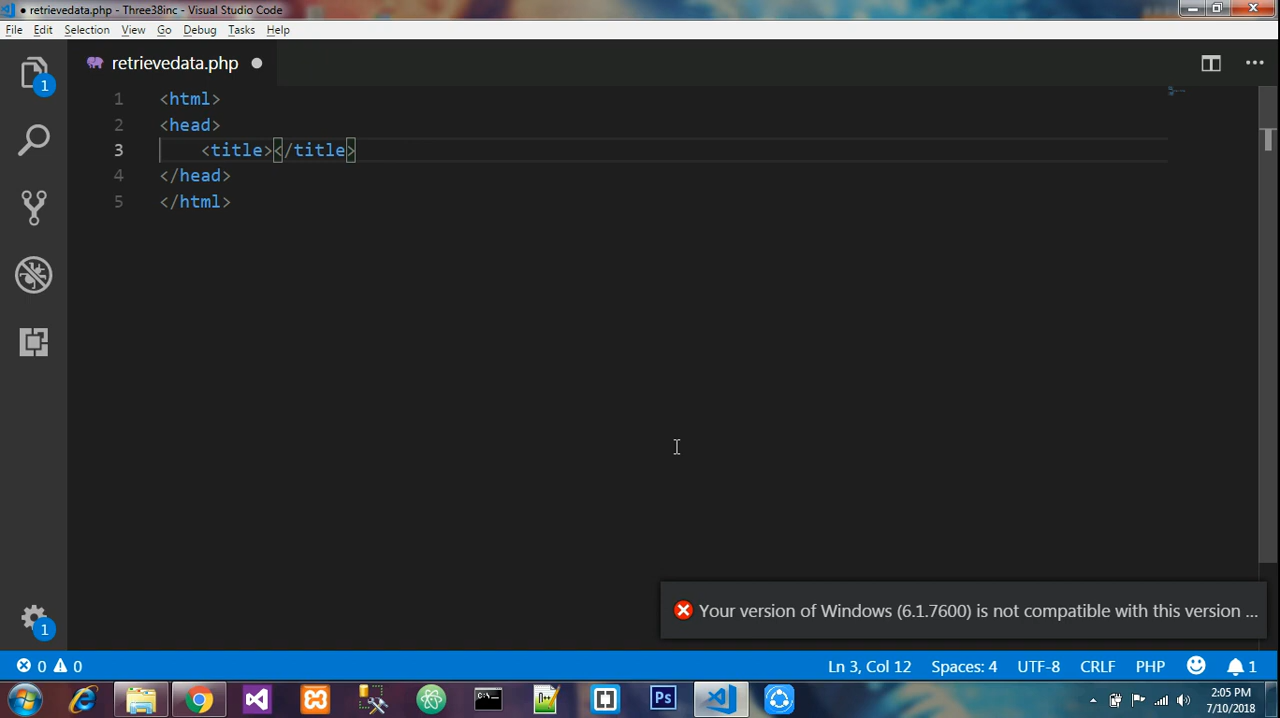 ● retrievedata.php - Three38inc - Visual Studio Code
File Edit Selection View Go Debug Tasks Help
retrievedata.php
1
1 <html>
2 <head>
3 <title></title>
4 </head>
5 </html>
Your version of Windows (6.1.7600) is not compatible with this version ...
1
0 0 Ln 3, Col 12 Spaces: 4 UTF-8 CRLF PHP 1
Ps
2:05 PM
7/10/2018